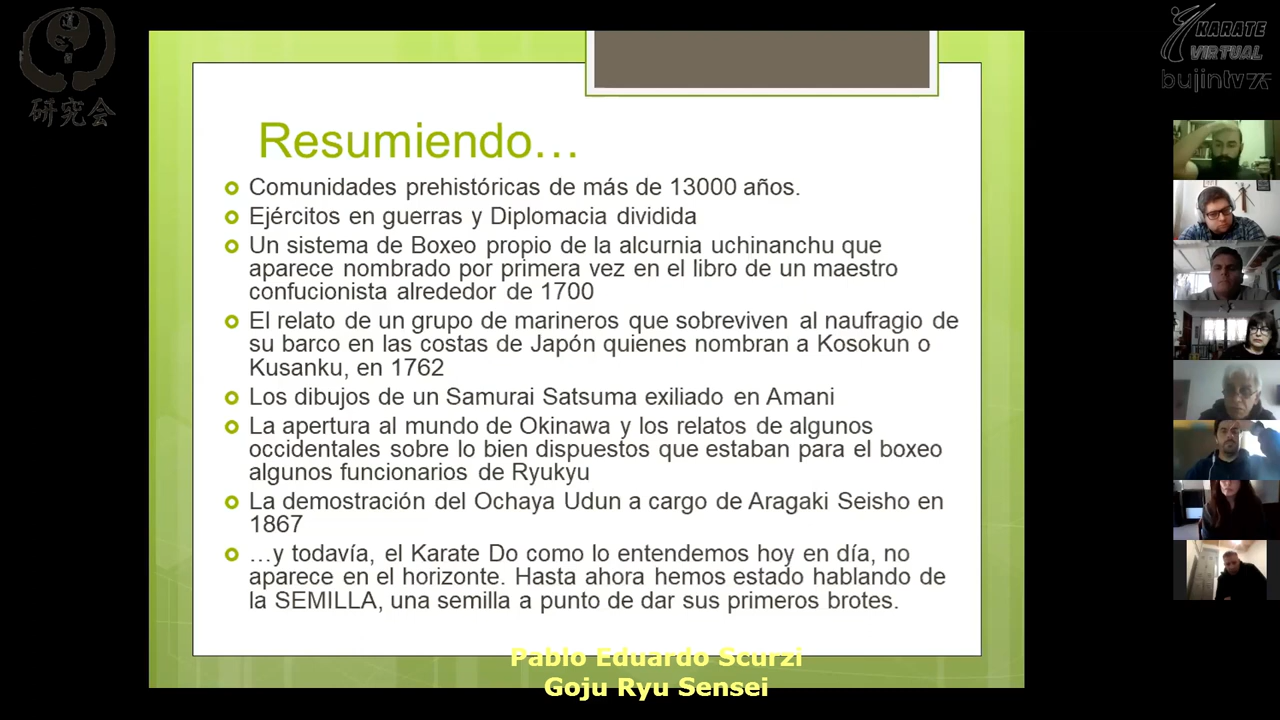 研究会
KARATE
VIRTUAL
bujintv
Resumiendo…
Comunidades prehistóricas de más de 13000 años.
Ejércitos en guerras y Diplomacia dividida
Un sistema de Boxeo propio de la alcurnia uchinanchu que
aparece nombrado por primera vez en el libro de un maestro
confucionista alrededor de 1700
El relato de un grupo de marineros que sobreviven al naufragio de
su barco en las costas de Japón quienes nombran a Kosokun o
Kusanku, en 1762
Los dibujos de un Samurai Satsuma exiliado en Amani
La apertura al mundo de Okinawa y los relatos de algunos
occidentales sobre lo bien dispuestos que estaban para el boxeo
algunos funcionarios de Ryukyu
La demostración del Ochaya Udun a cargo de Aragaki Seisho en
1867
…y todavía, el Karate Do como lo entendemos hoy en día, no
aparece en el horizonte. Hasta ahora hemos estado hablando de
la SEMILLA, una semilla a punto de dar sus primeros brotes.
Pablo Eduardo Scurzi
Goju Ryu Sensei